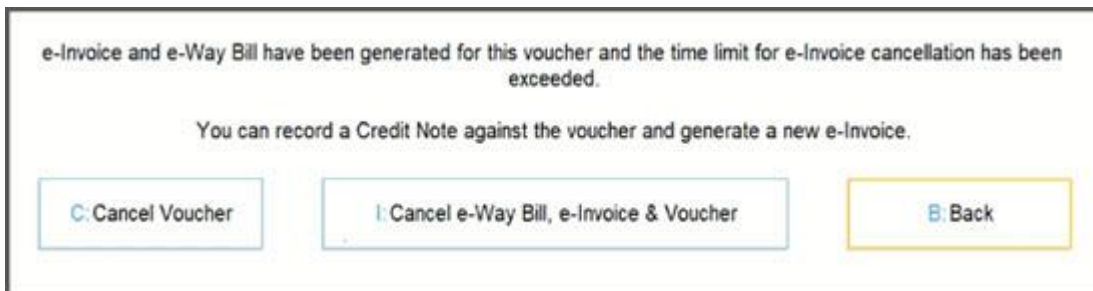 e-Invoice and e-Way Bill have been generated for this voucher and the time limit for e-Invoice cancellation has been
exceeded.
You can record a Credit Note against the voucher and generate a new e-Invoice.
C: Cancel Voucher I: Cancel e-Way Bill, e-Invoice & Voucher B: Back